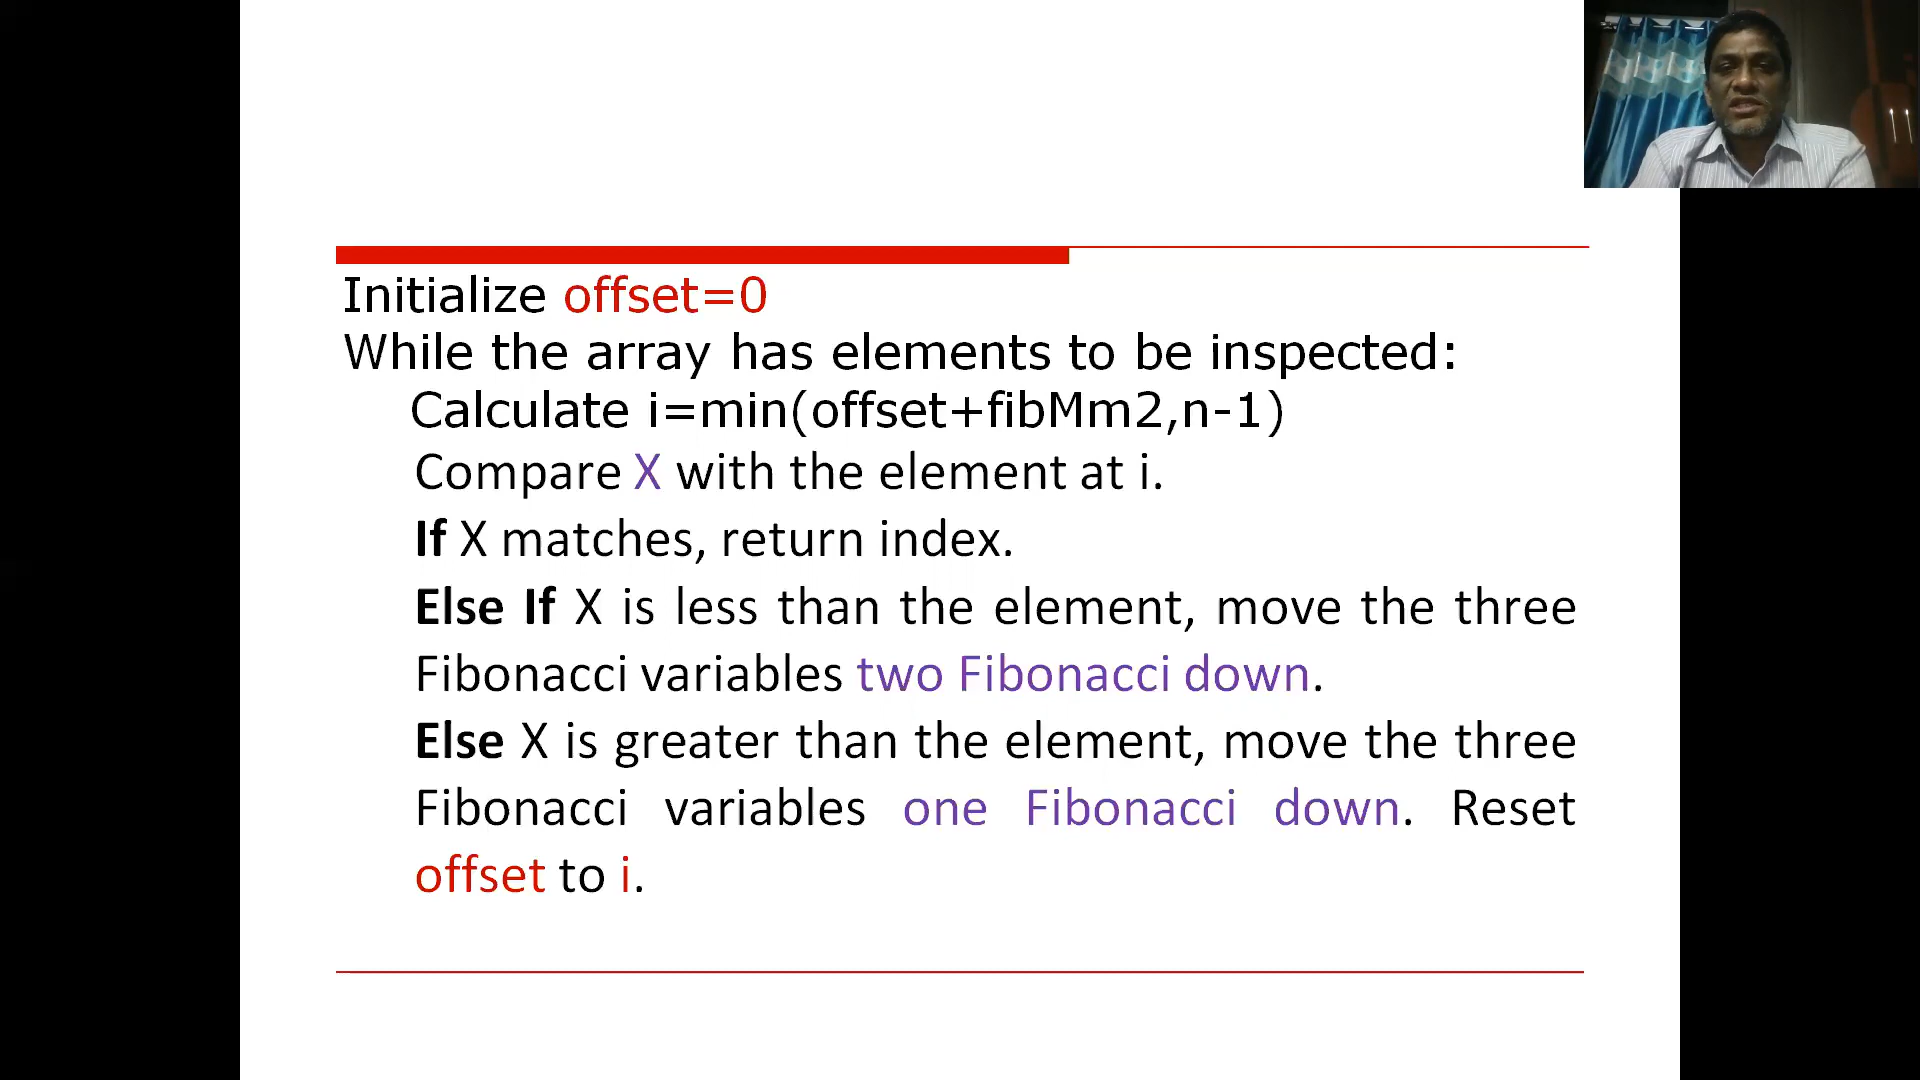 Initialize offset=0
While the array has elements to be inspected:
Calculate i=min(offset+fibMm2,n-1)
Compare X with the element at i.
If X matches, return index.
Else If X is less than the element, move the three
Fibonacci variables two Fibonacci down.
Else X is greater than the element, move the three
Fibonacci variables one Fibonacci down. Reset
offset to i.